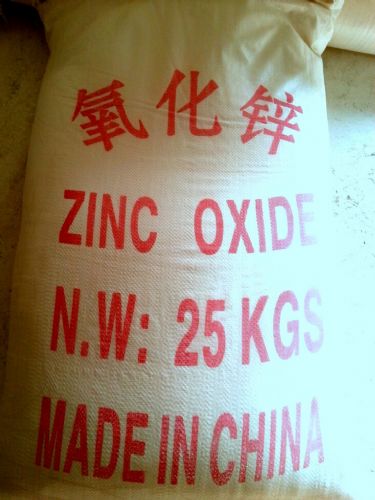 氧化锌
ZINC OXIDE
N.W: 25 KGS
MADE IN CHINA